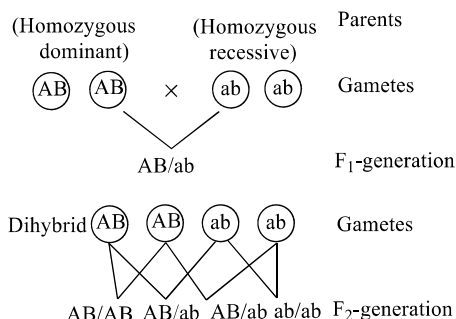 (Homozygous dominant) (Homozygous recessive) Parents
AB AB × ab ab Gametes
AB/ab F₁-generation
Dihybrid AB AB ab ab Gametes
AB/AB AB/ab AB/ab ab/ab F₂-generation